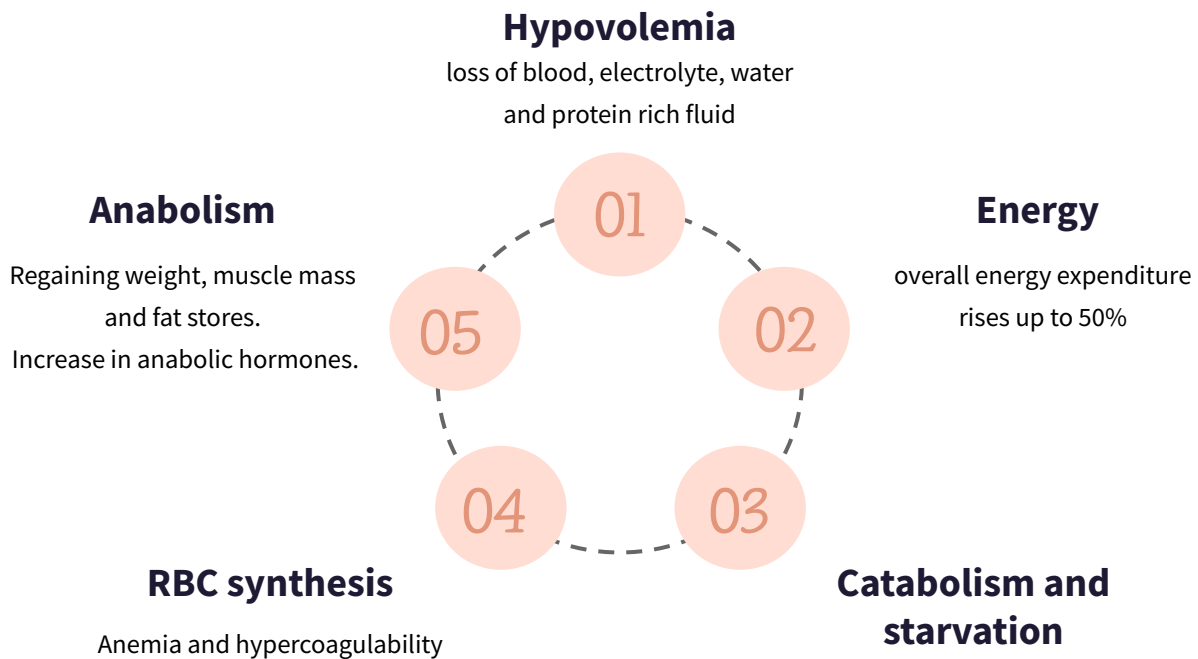 Hypovolemia
loss of blood, electrolyte, water
and protein rich fluid
01
Energy
overall energy expenditure
rises up to 50%
02
Catabolism and
starvation
03
RBC synthesis
Anemia and hypercoagulability
04
Anabolism
Regaining weight, muscle mass
and fat stores.
Increase in anabolic hormones.
05